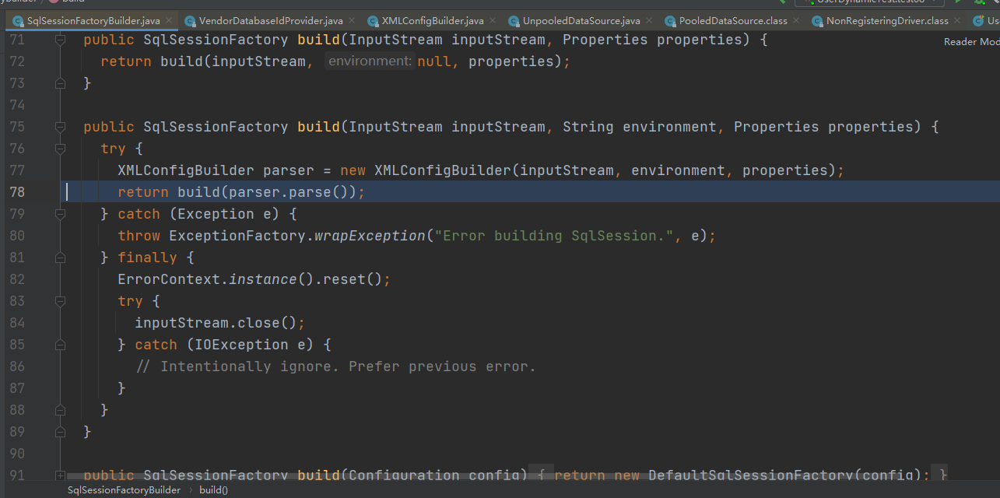 Build
SqlSessionFactoryBuilder.java × VendorDatabaseIdProvider.java × XMLConfigBuilder.java × UnpooledDataSource.java × PooledDataSource.class × NonRegisteringDriver.class × Us
Reader Mod
71 public SqlSessionFactory build(InputStream inputStream, Properties properties) {
72 return build(inputStream, environment: null, properties);
73 }
74
75 public SqlSessionFactory build(InputStream inputStream, String environment, Properties properties) {
76 try {
77 XMLConfigBuilder parser = new XMLConfigBuilder(inputStream, environment, properties);
78 return build(parser.parse());
79 } catch (Exception e) {
80 throw ExceptionFactory.wrapException("Error building SqlSession.", e);
81 } finally {
82 ErrorContext.instance().reset();
83 try {
84 inputStream.close();
85 } catch (IOException e) {
86 // Intentionally ignore. Prefer previous error.
87 }
88 }
89 }
90
91 public SqlSessionFactory build(Configuration config) { return new DefaultSqlSessionFactory(config); }
SqlSessionFactoryBuilder › build()